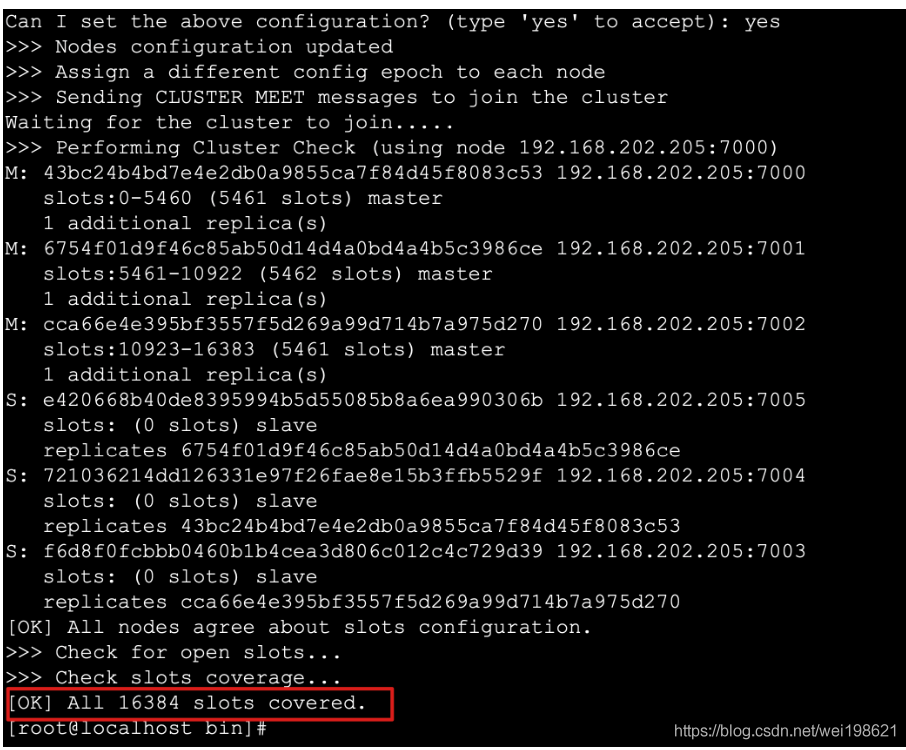 Can I set the above configuration? (type 'yes' to accept): yes
>>> Nodes configuration updated
>>> Assign a different config epoch to each node
>>> Sending CLUSTER MEET messages to join the cluster
Waiting for the cluster to join.....
>>> Performing Cluster Check (using node 192.168.202.205:7000)
M: 43bc24b4bd7e4e2db0a9855ca7f84d45f8083c53 192.168.202.205:7000
   slots:0-5460 (5461 slots) master
   1 additional replica(s)
M: 6754f01d9f46c85ab50d14d4a0bd4a4b5c3986ce 192.168.202.205:7001
   slots:5461-10922 (5462 slots) master
   1 additional replica(s)
M: cca66e4e395bf3557f5d269a99d714b7a975d270 192.168.202.205:7002
   slots:10923-16383 (5461 slots) master
   1 additional replica(s)
S: e420668b40de8395994b5d55085b8a6ea990306b 192.168.202.205:7005
   slots: (0 slots) slave
   replicates 6754f01d9f46c85ab50d14d4a0bd4a4b5c3986ce
S: 721036214dd126331e97f26fae8e15b3ffb5529f 192.168.202.205:7004
   slots: (0 slots) slave
   replicates 43bc24b4bd7e4e2db0a9855ca7f84d45f8083c53
S: f6d8f0fcbbb0460b1b4cea3d806c012c4c729d39 192.168.202.205:7003
   slots: (0 slots) slave
   replicates cca66e4e395bf3557f5d269a99d714b7a975d270
[OK] All nodes agree about slots configuration.
>>> Check for open slots...
>>> Check slots coverage...
[OK] All 16384 slots covered.
[root@localhost bin]#
https://blog.csdn.net/wei198621